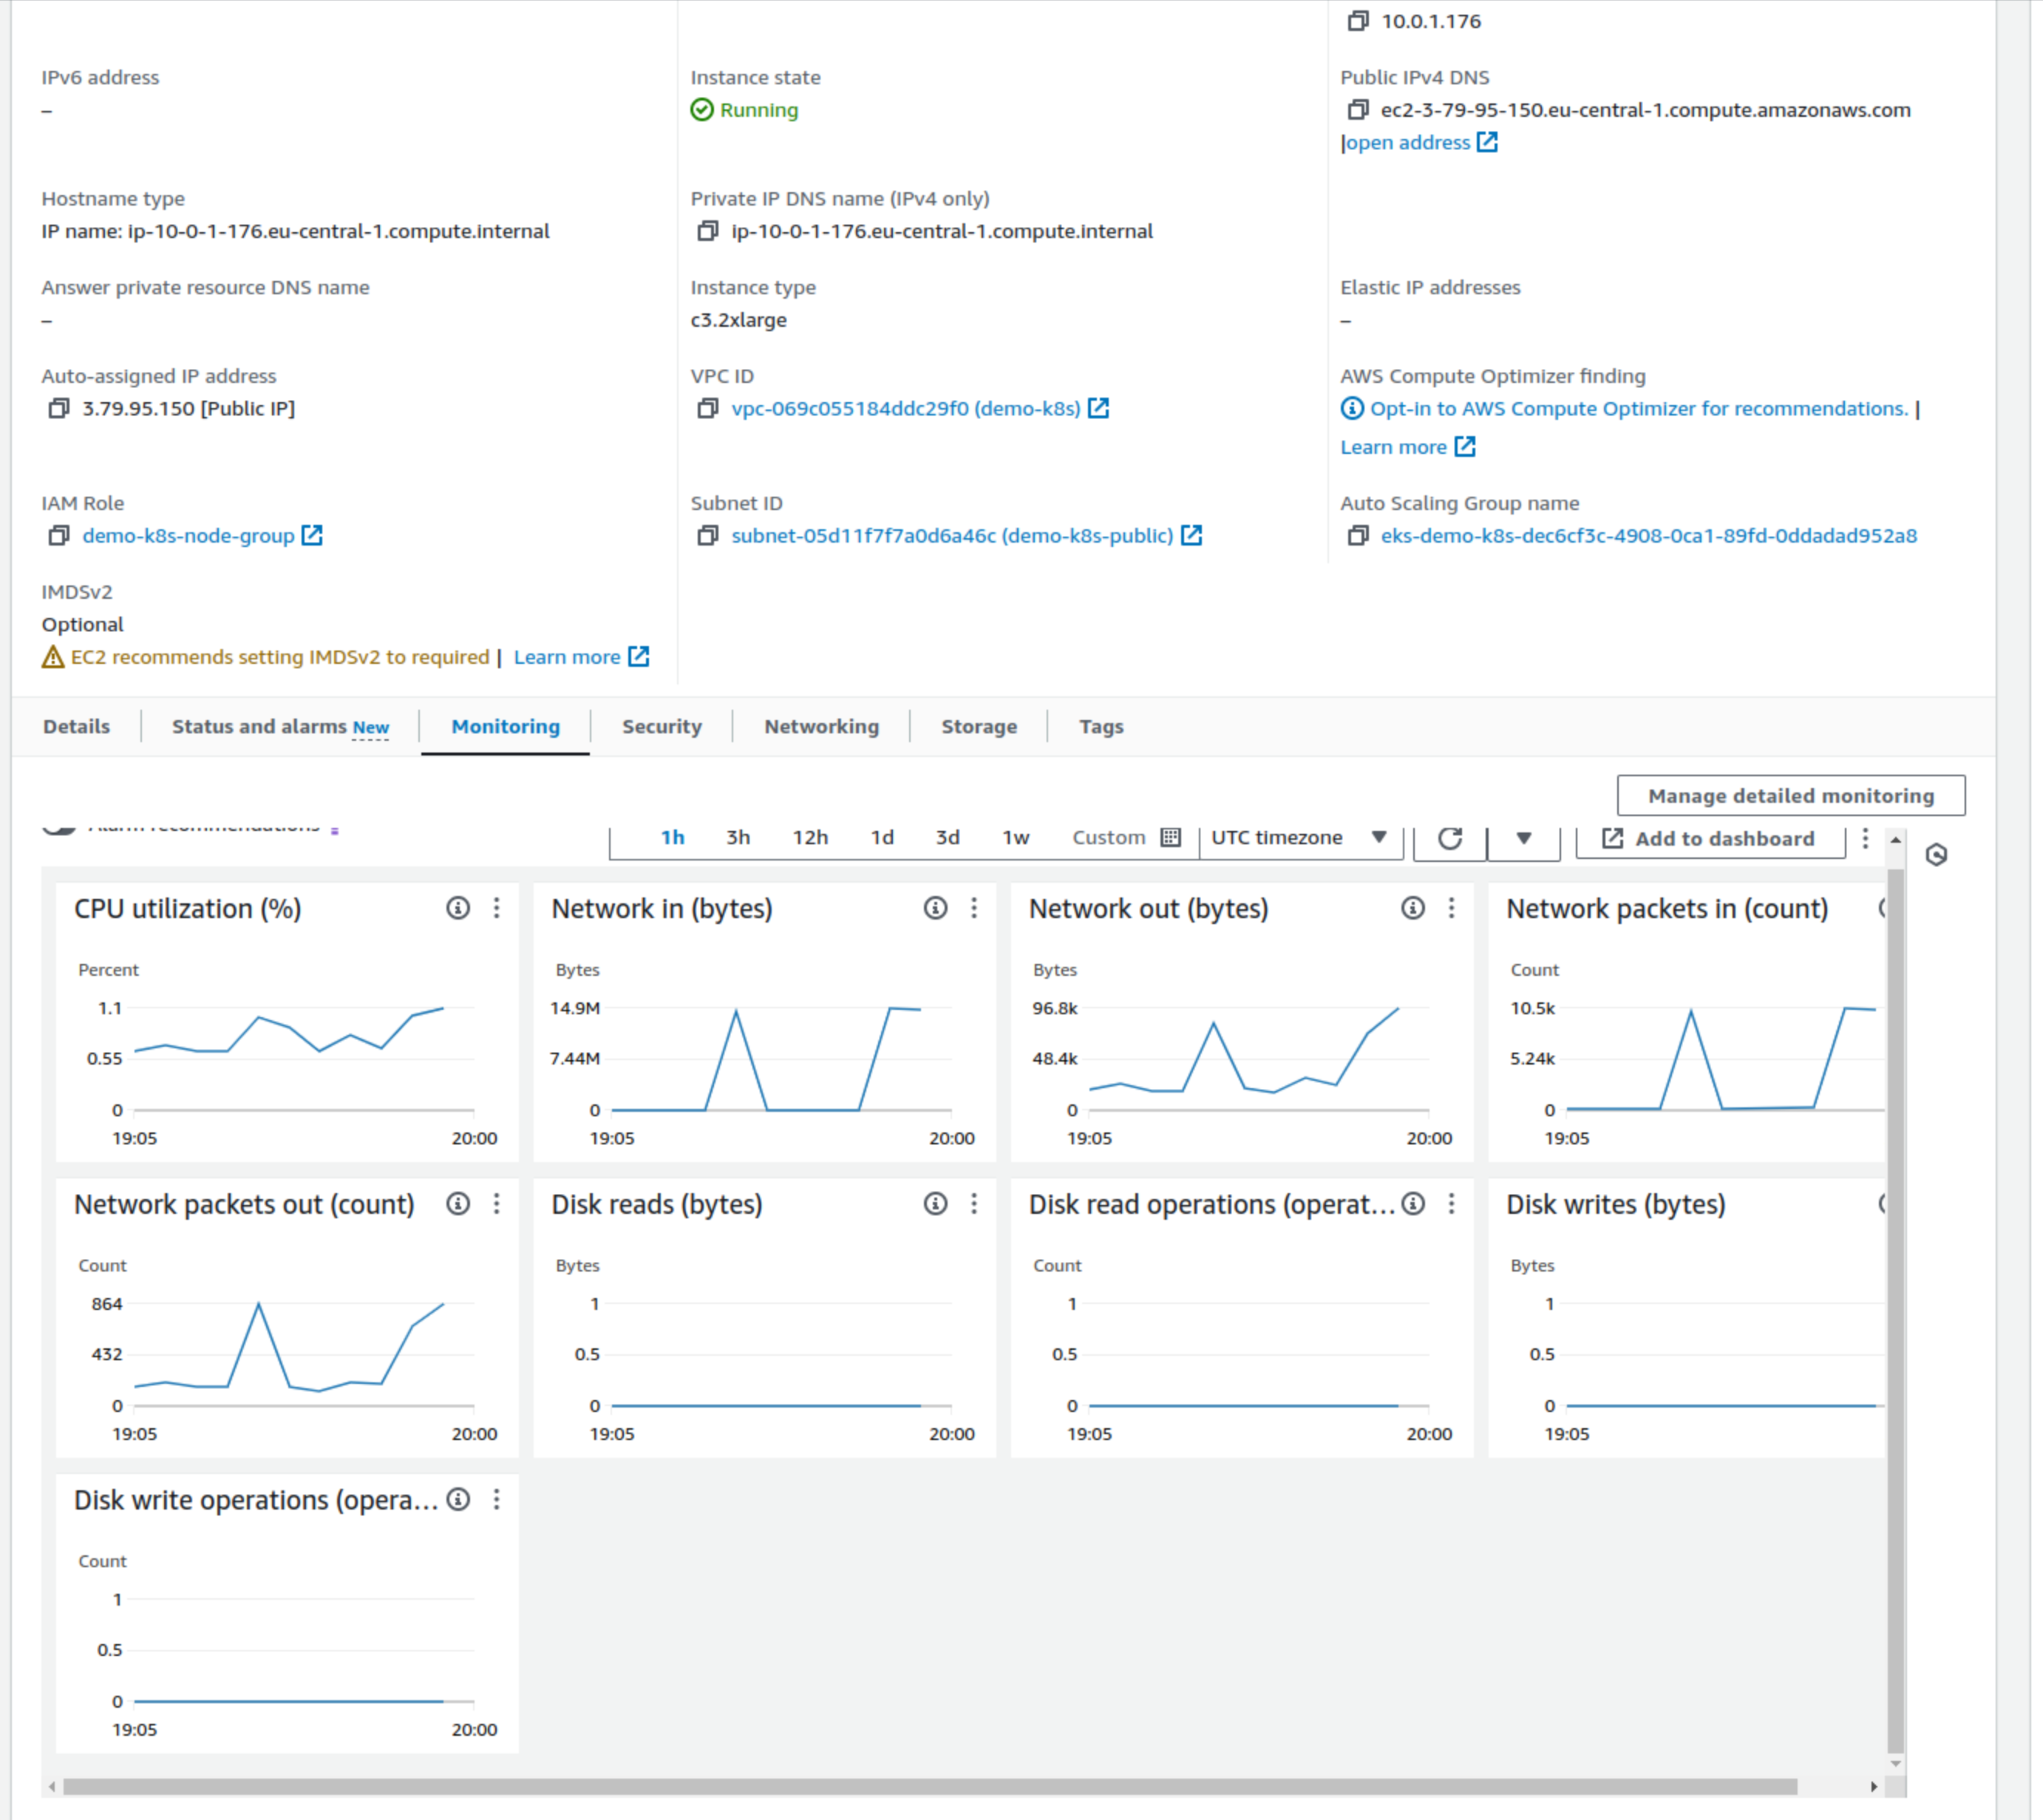 10.0.1.176
IPv6 address
–
Instance state
Running
Public IPv4 DNS
ec2-3-79-95-150.eu-central-1.compute.amazonaws.com
|open address
Hostname type
IP name: ip-10-0-1-176.eu-central-1.compute.internal
Private IP DNS name (IPv4 only)
ip-10-0-1-176.eu-central-1.compute.internal
Answer private resource DNS name
–
Instance type
c3.2xlarge
Elastic IP addresses
–
Auto-assigned IP address
3.79.95.150 [Public IP]
VPC ID
vpc-069c055184ddc29f0 (demo-k8s)
AWS Compute Optimizer finding
Opt-in to AWS Compute Optimizer for recommendations. |
Learn more
IAM Role
demo-k8s-node-group
Subnet ID
subnet-05d11f7f7a0d6a46c (demo-k8s-public)
Auto Scaling Group name
eks-demo-k8s-dec6cf3c-4908-0ca1-89fd-0ddadad952a8
IMDSv2
Optional
EC2 recommends setting IMDSv2 to required | Learn more
Details Status and alarms New Monitoring Security Networking Storage Tags
Manage detailed monitoring
Alarm recommendations
1h 3h 12h 1d 3d 1w Custom UTC timezone Add to dashboard
CPU utilization (%)
Percent
1.1
0.55
0
19:05 20:00
Network in (bytes)
Bytes
14.9M
7.44M
0
19:05 20:00
Network out (bytes)
Bytes
96.8k
48.4k
0
19:05 20:00
Network packets in (count)
Count
10.5k
5.24k
0
19:05
Network packets out (count)
Count
864
432
0
19:05 20:00
Disk reads (bytes)
Bytes
1
0.5
0
19:05 20:00
Disk read operations (operat...
Count
1
0.5
0
19:05 20:00
Disk writes (bytes)
Bytes
1
0.5
0
19:05
Disk write operations (opera...
Count
1
0.5
0
19:05 20:00